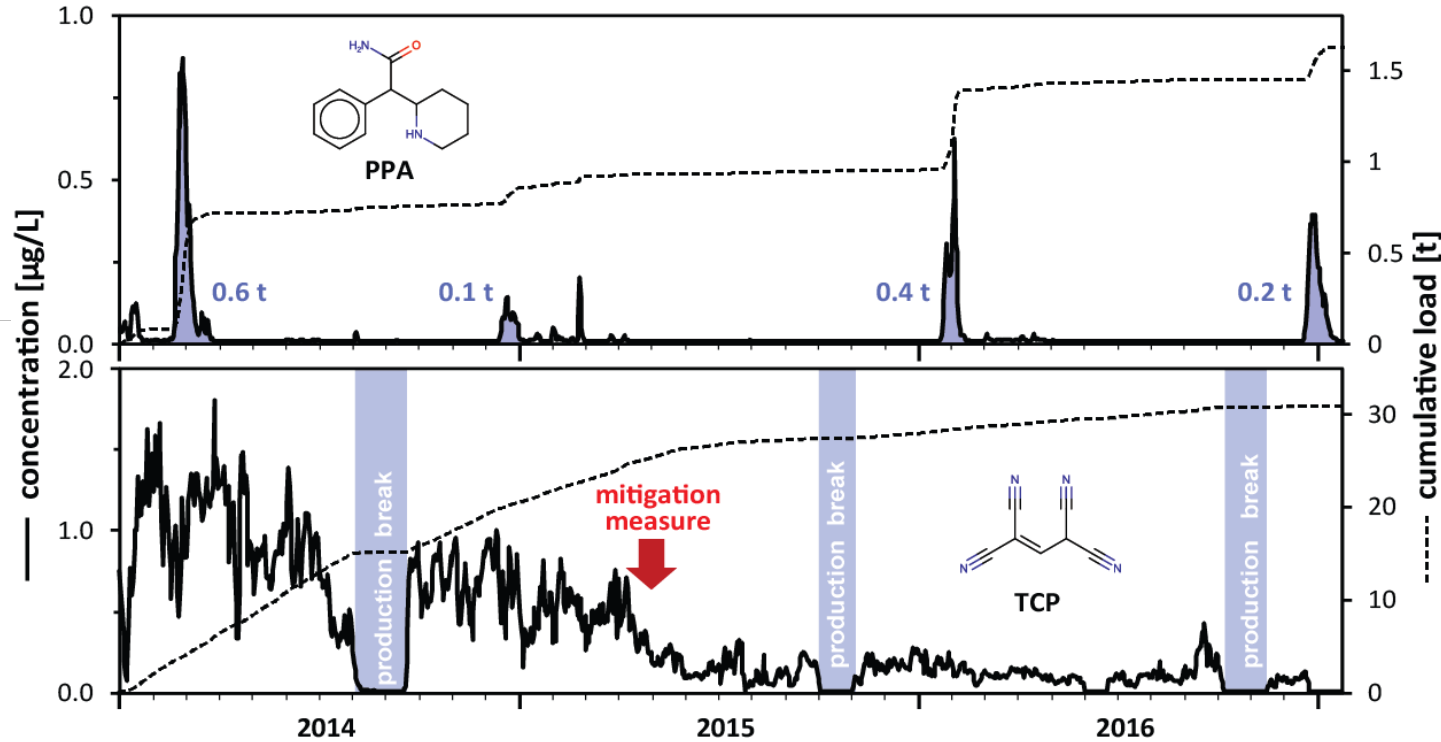 1.0
0.5
0.0
concentration [µg/L]
H₂N
O
HN
PPA
0.6 t
0.1 t
0.4 t
0.2 t
1.5
1
0.5
0
cumulative load [t]
2.0
1.0
0.0
production break
mitigation
measure
production break
N
N
N
N
TCP
production break
30
20
10
0
2014
2015
2016